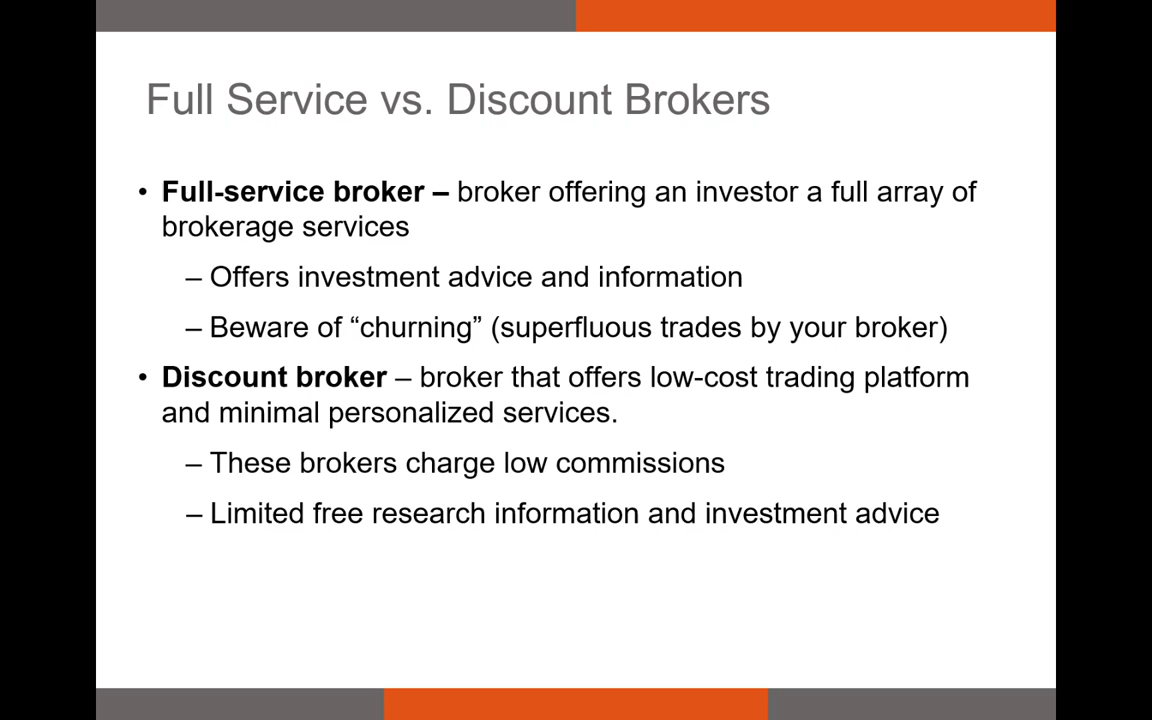 Full Service vs. Discount Brokers
• Full-service broker – broker offering an investor a full array of
brokerage services
– Offers investment advice and information
– Beware of “churning” (superfluous trades by your broker)
• Discount broker – broker that offers low-cost trading platform
and minimal personalized services.
– These brokers charge low commissions
– Limited free research information and investment advice